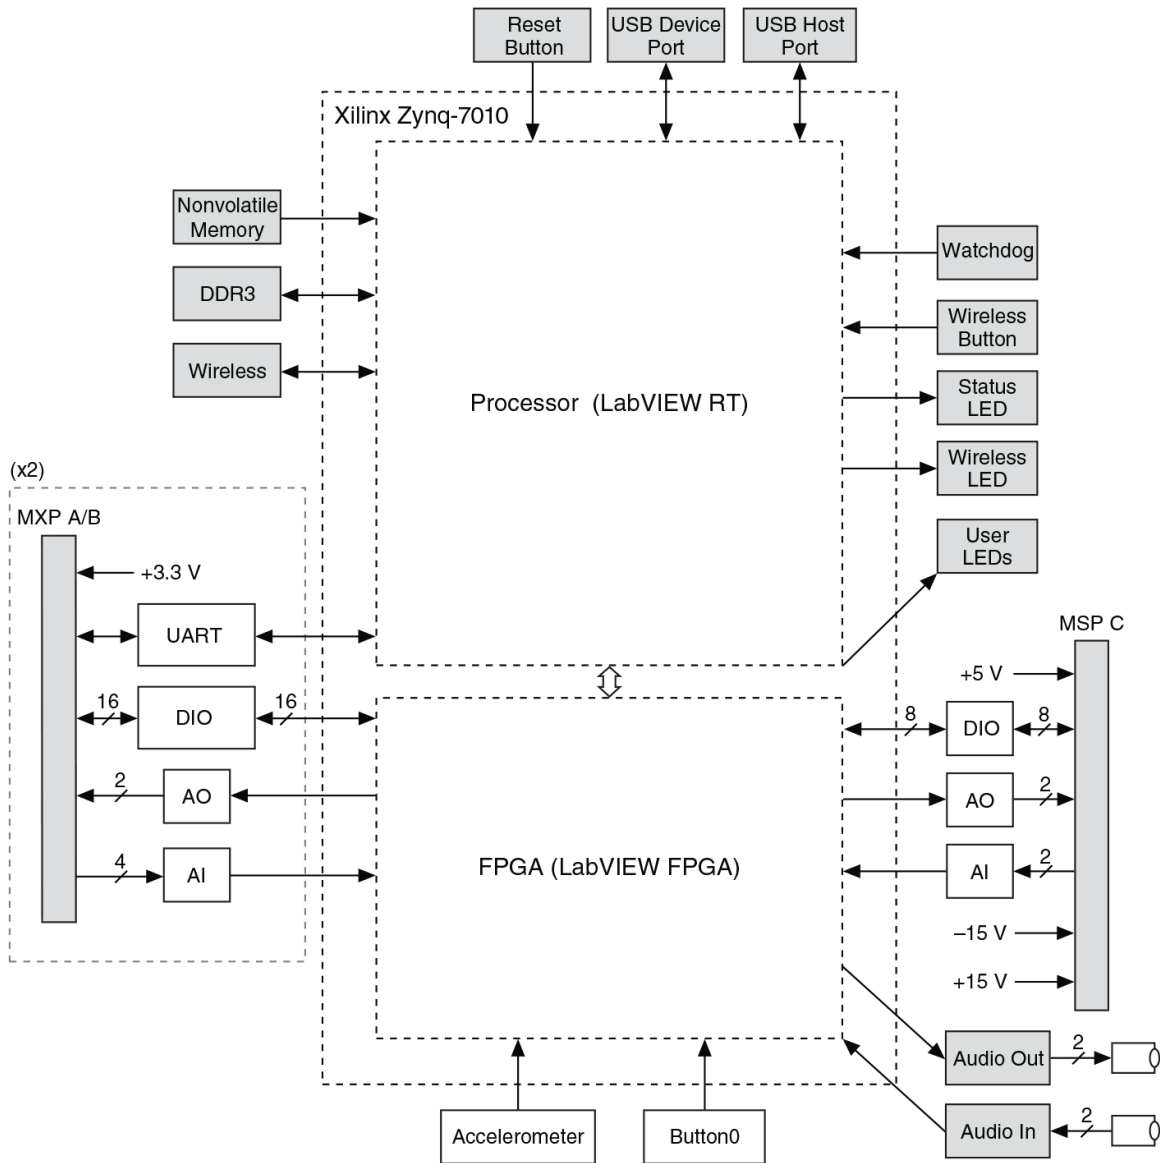 Reset
Button
USB Device
Port
USB Host
Port
Xilinx Zynq-7010
Nonvolatile
Memory
DDR3
Wireless
Processor (LabVIEW RT)
Watchdog
Wireless
Button
Status
LED
Wireless
LED
User
LEDs
(x2)
MXP A/B
+3.3 V
UART
16
DIO
16
2
AO
4
AI
FPGA (LabVIEW FPGA)
MSP C
+5 V
8
DIO
8
AO
2
AI
2
–15 V
+15 V
Audio Out
2
Audio In
2
Accelerometer
Button0